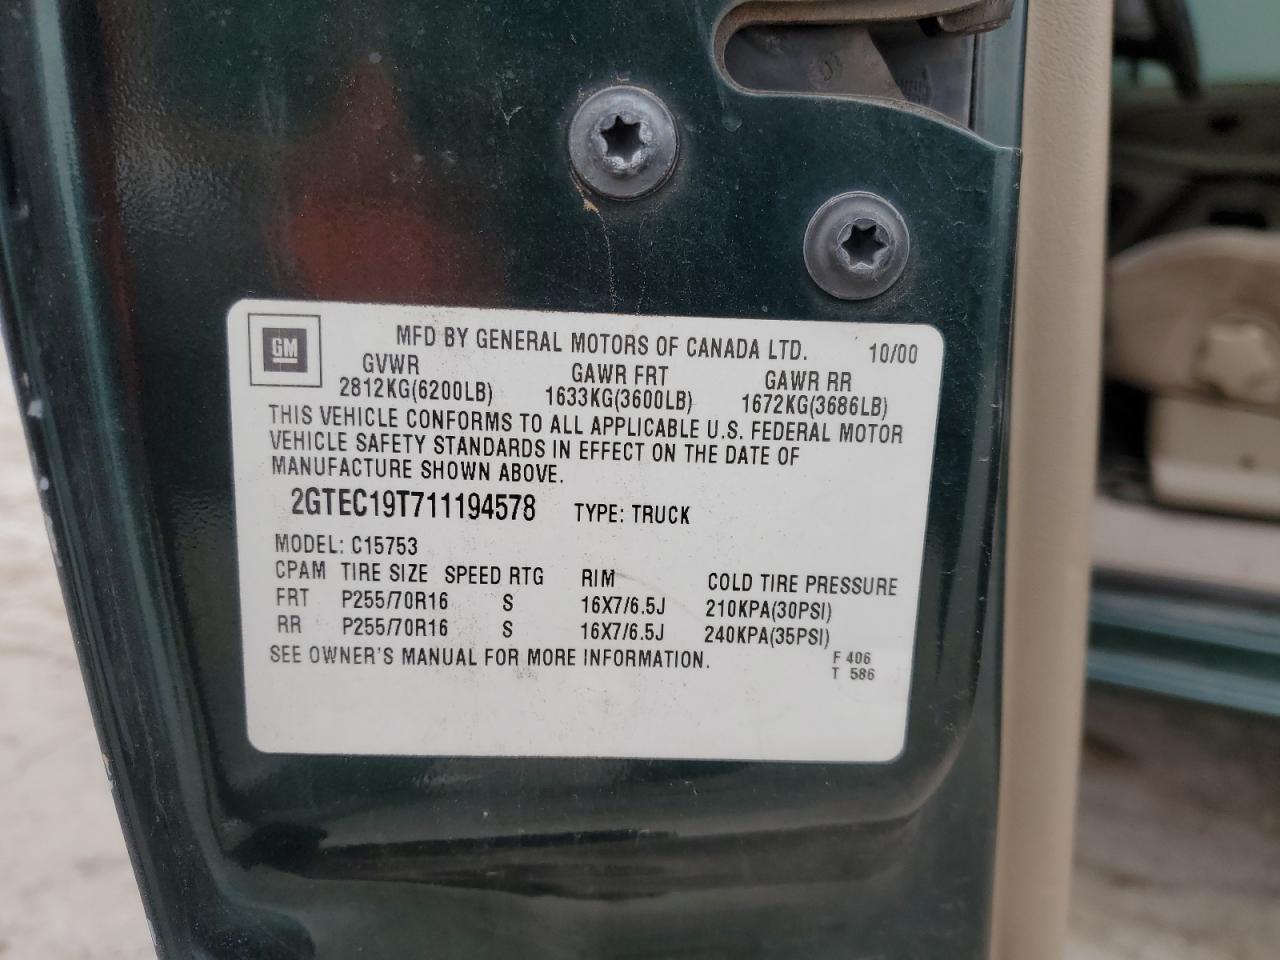 GM
MFD BY GENERAL MOTORS OF CANADA LTD. 10/00
GVWR GAWR FRT GAWR RR
2812KG(6200LB) 1633KG(3600LB) 1672KG(3686LB)
THIS VEHICLE CONFORMS TO ALL APPLICABLE U.S. FEDERAL MOTOR
VEHICLE SAFETY STANDARDS IN EFFECT ON THE DATE OF
MANUFACTURE SHOWN ABOVE.
2GTEC19T711194578 TYPE: TRUCK
MODEL: C15753
CPAM TIRE SIZE SPEED RTG RIM COLD TIRE PRESSURE
FRT P255/70R16 S 16X7/6.5J 210KPA(30PSI)
RR P255/70R16 S 16X7/6.5J 240KPA(35PSI)
SEE OWNER'S MANUAL FOR MORE INFORMATION. F 406
T 586